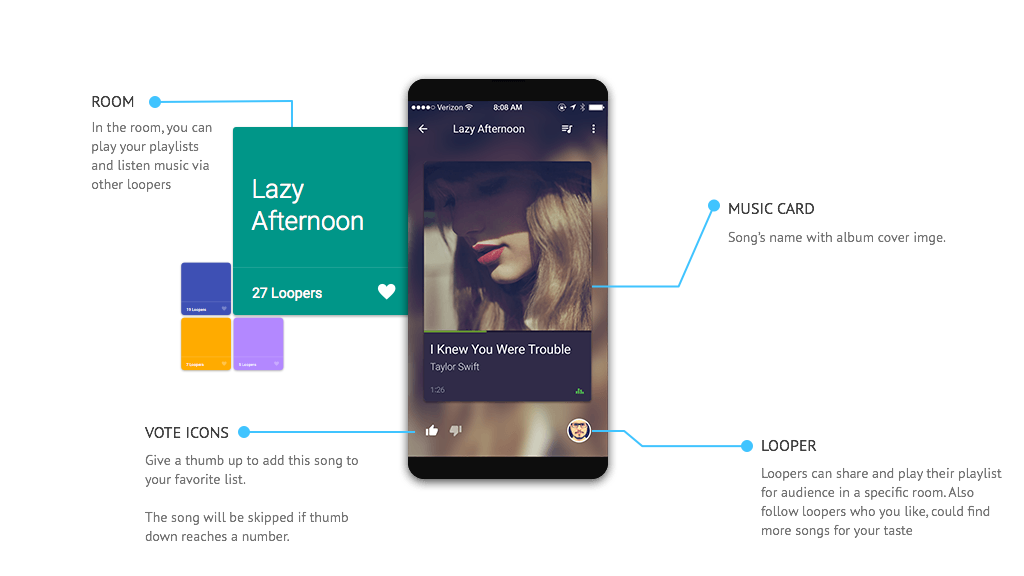 ROOM
In the room, you can
play your playlists
and listen music via
other loopers
Lazy
Afternoon
27 Loopers
19 Loopers
7 Loopers
5 Loopers
Verizon
8:08 AM
Lazy Afternoon
I Knew You Were Trouble
Taylor Swift
1:26
MUSIC CARD
Song's name with album cover imge.
VOTE ICONS
Give a thumb up to add this song to
your favorite list.
The song will be skipped if thumb
down reaches a number.
LOOPER
Loopers can share and play their playlist
for audience in a specific room. Also
follow loopers who you like, could find
more songs for your taste